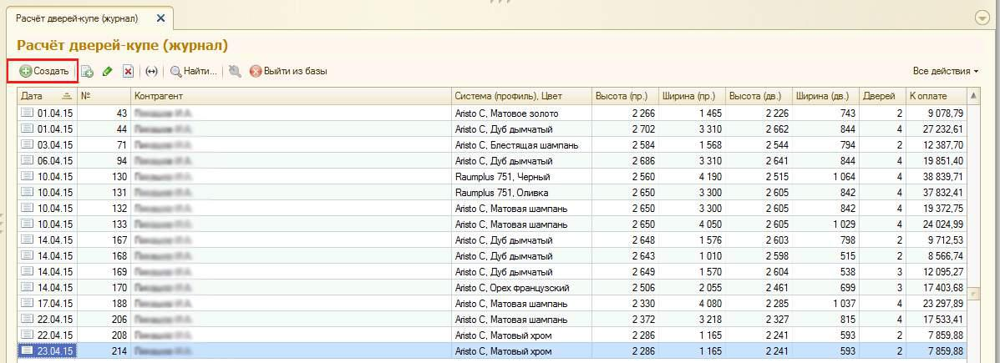 Расчёт дверей-купе (журнал)
Расчёт дверей-купе (журнал)
Создать Найти... Выйти из базы Все действия
Дата № Контрагент Система (профиль), Цвет Высота (пр.) Ширина (пр.) Высота (дв.) Ширина (дв.) Дверей К оплате
01.04.15 43 Aristo C, Матовое золото 2 266 1 465 2 226 743 2 9 078,79
01.04.15 44 Aristo C, Дуб дымчатый 2 702 3 310 2 662 844 4 27 232,61
03.04.15 71 Aristo C, Блестящая шампань 2 584 1 568 2 544 794 2 12 387,70
06.04.15 94 Aristo C, Дуб дымчатый 2 686 3 310 2 641 844 4 19 851,40
10.04.15 130 Raumplus 751, Черный 2 560 4 190 2 515 1 064 4 38 839,71
10.04.15 131 Raumplus 751, Оливка 2 650 3 300 2 605 842 4 37 832,41
10.04.15 132 Aristo C, Матовая шампань 2 650 3 300 2 605 842 4 19 372,75
10.04.15 133 Aristo C, Матовая шампань 2 650 4 050 2 605 1 029 4 24 024,99
14.04.15 167 Aristo C, Дуб дымчатый 2 648 1 576 2 603 798 2 9 712,53
14.04.15 168 Aristo C, Дуб дымчатый 2 643 1 010 2 598 515 2 8 566,74
14.04.15 169 Aristo C, Дуб дымчатый 2 649 1 570 2 604 538 3 12 095,27
14.04.15 170 Aristo C, Орех французский 2 506 2 055 2 461 699 3 17 403,68
17.04.15 188 Aristo C, Матовая шампань 2 330 4 080 2 285 1 037 4 23 297,89
22.04.15 206 Aristo C, Матовая шампань 2 372 3 218 2 327 815 4 17 533,41
22.04.15 208 Aristo C, Матовый хром 2 286 1 165 2 241 593 2 7 859,88
23.04.15 214 Aristo C, Матовый хром 2 286 1 165 2 241 593 2 7 859,88